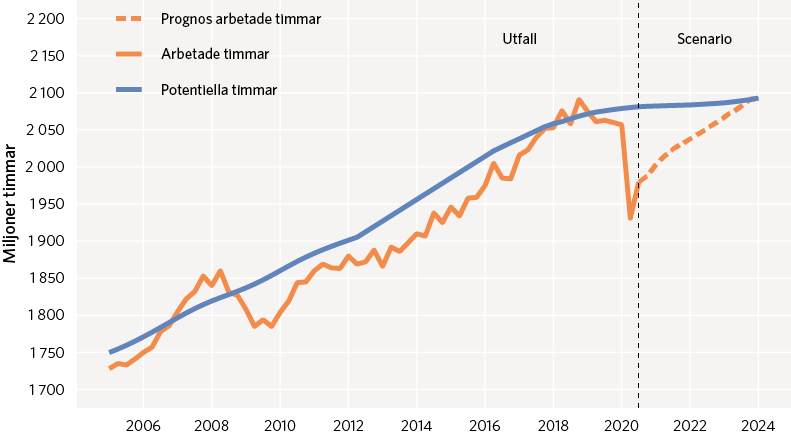 2 200
2 150
2 100
2 050
2 000
1 950
1 900
1 850
1 800
1 750
1 700
Miljoner timmar
Prognos arbetade timmar
Arbetade timmar
Potentiella timmar
Utfall
Scenario
2006 2008 2010 2012 2014 2016 2018 2020 2022 2024